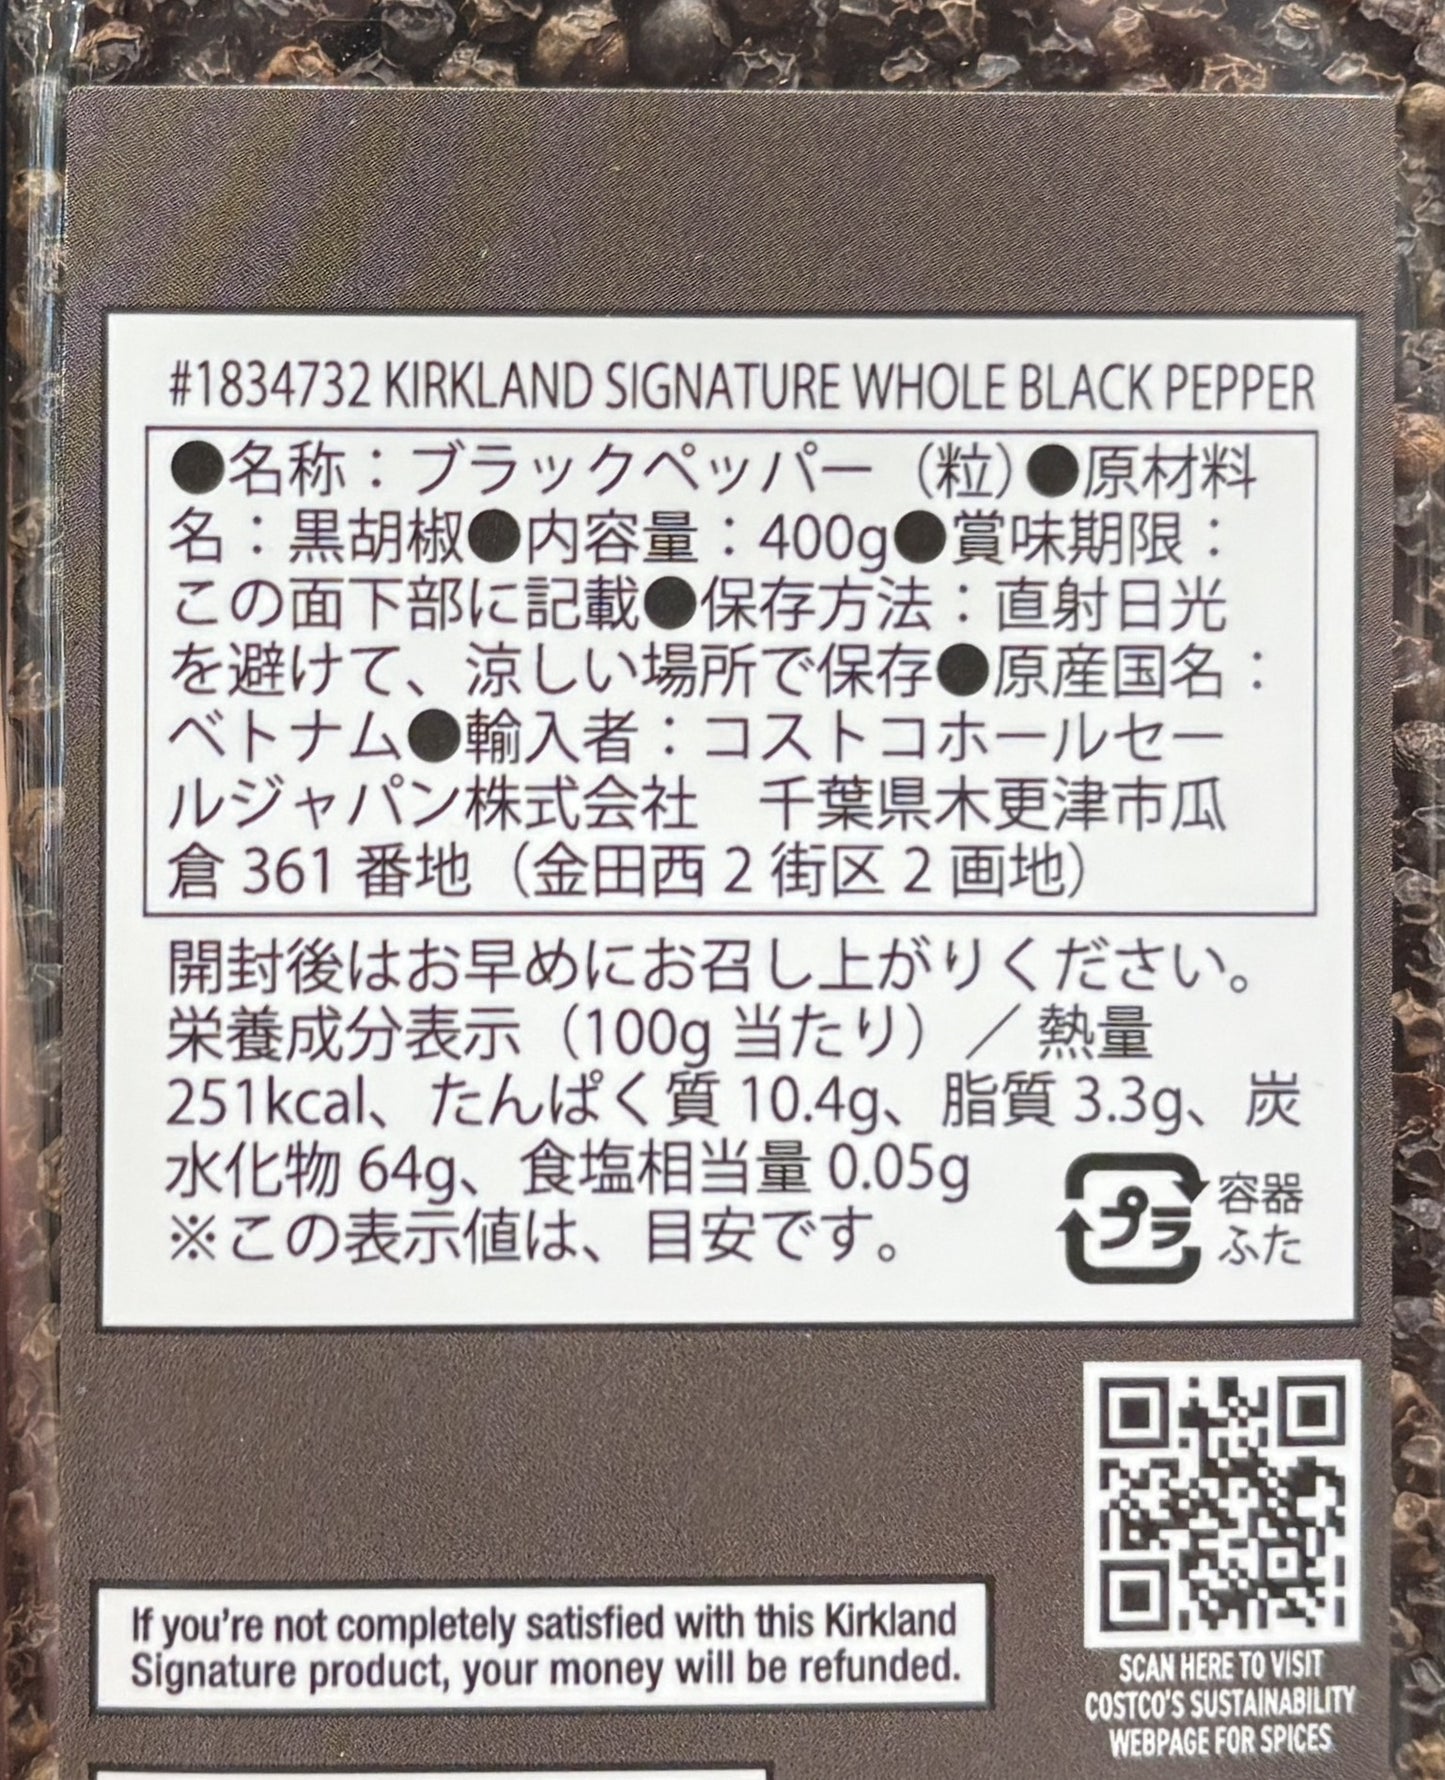 #1834732 KIRKLAND SIGNATURE WHOLE BLACK PEPPER
●名称：ブラックペッパー（粒）●原材料
名：黒胡椒●内容量：400g●賞味期限：
この面下部に記載●保存方法：直射日光
を避けて、涼しい場所で保存●原産国名：
ベトナム●輸入者：コストコホールセー
ルジャパン株式会社　千葉県木更津市瓜
倉 361 番地（金田西 2 街区 2 画地）
開封後はお早めにお召し上がりください。
栄養成分表示（100g 当たり）／熱量
251kcal、たんぱく質 10.4g、脂質 3.3g、炭
水化物 64g、食塩相当量 0.05g
※この表示値は、目安です。
プラ
容器
ふた
If you're not completely satisfied with this Kirkland
Signature product, your money will be refunded.
SCAN HERE TO VISIT
COSTCO'S SUSTAINABILITY
WEBPAGE FOR SPICES